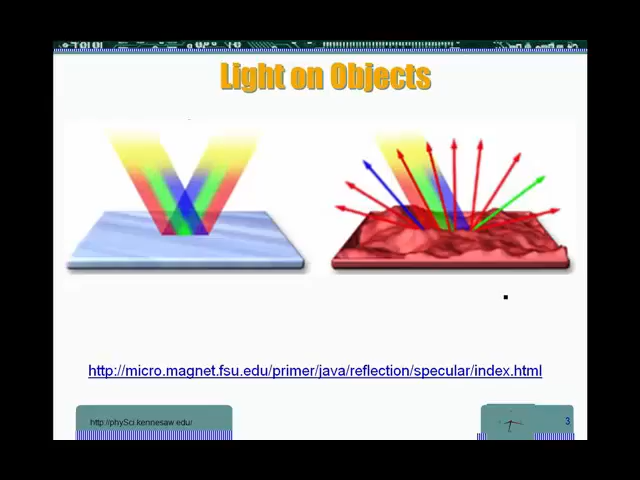 Light on Objects
http://micro.magnet.fsu.edu/primer/java/reflection/specular/index.html
http://phySci.kennesaw.edu/
3